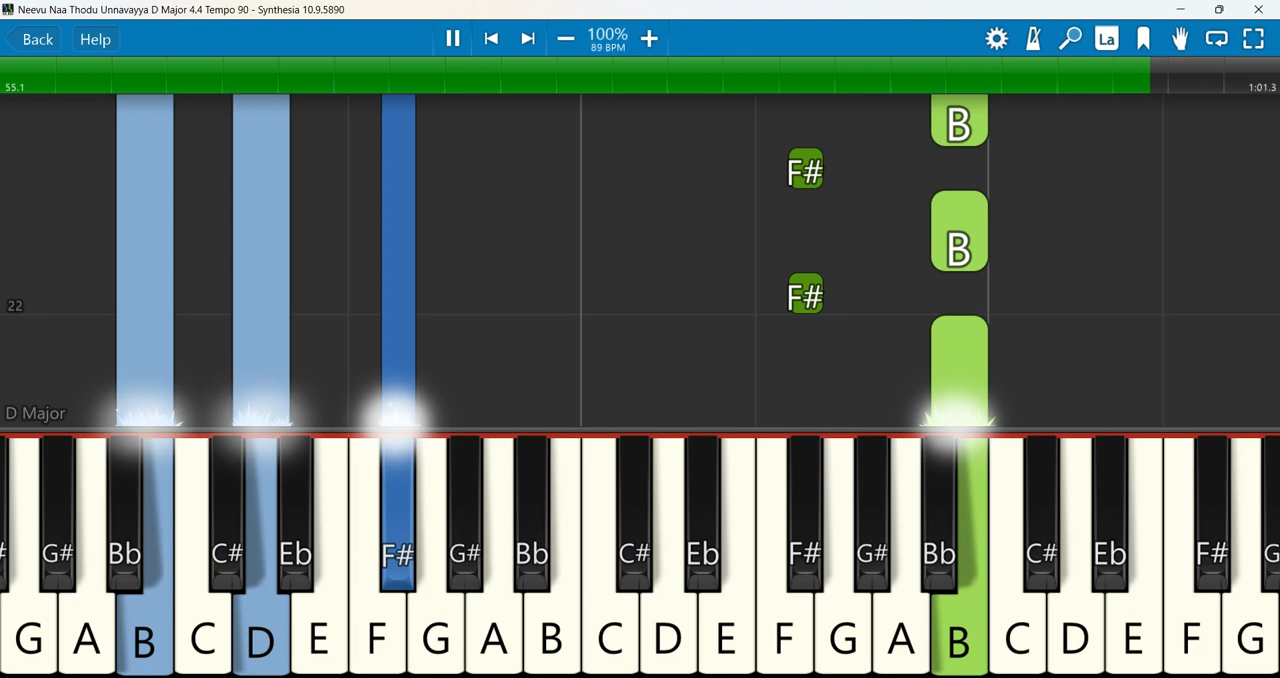 Neevu Naa Thodu Unnavayya D Major 4.4 Tempo 90 - Synthesia 10.9.5890
Back Help 100% La
89 BPM
55.1 1:01.3
B
F#
B
F#
22
D Major
G# Bb C# Eb F# G# Bb C# Eb F# G# Bb C# Eb F#
G A B C D E F G A B C D E F G A B C D E F G